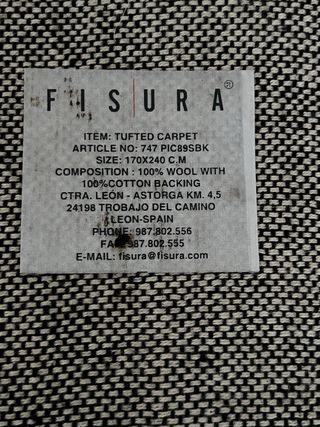 FISURA®
ITEM: TUFTED CARPET
ARTICLE NO: 747 PIC89SBK
SIZE: 170X240 C.M
COMPOSITION : 100% WOOL WITH
100%COTTON BACKING
CTRA. LEÓN - ASTORGA KM. 4,5
24198 TROBAJO DEL CAMINO
LEON-SPAIN
PHONE: 987.802.556
987.802.555
E-MAIL: fisura@fisura.com